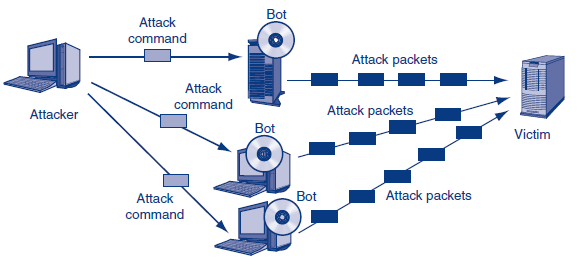 Attack
command
Bot
Attack packets
Attacker
Attack
command
Attack packets
Bot
Victim
Attack
command
Bot
Attack packets